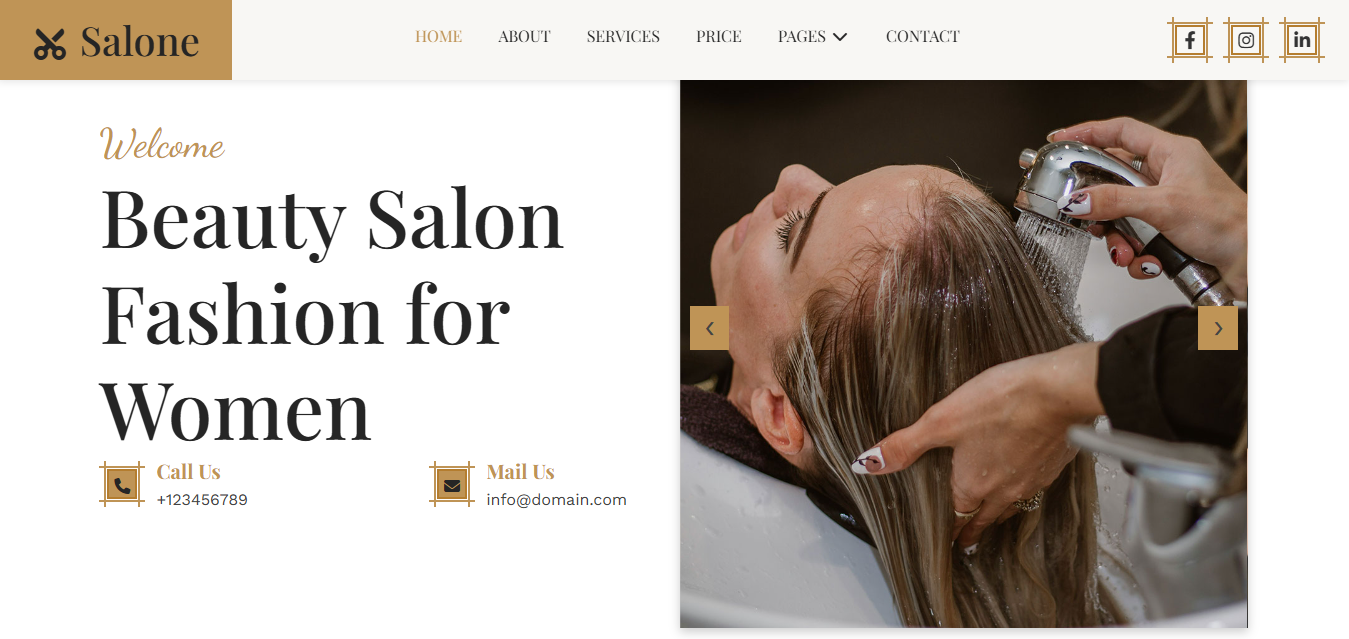 Salone
HOME ABOUT SERVICES PRICE PAGES CONTACT
Welcome
Beauty Salon
Fashion for
Women
Call Us
+123456789
Mail Us
info@domain.com